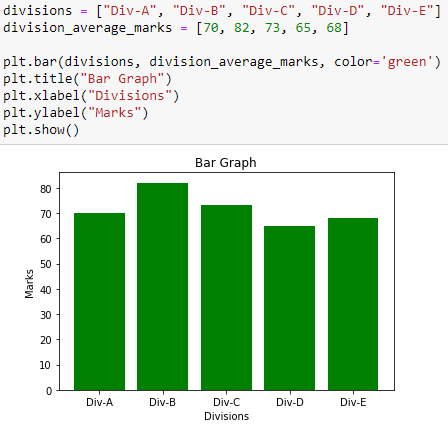 divisions = ["Div-A", "Div-B", "Div-C", "Div-D", "Div-E"]
division_average_marks = [70, 82, 73, 65, 68]
plt.bar(divisions, division_average_marks, color='green')
plt.title("Bar Graph")
plt.xlabel("Divisions")
plt.ylabel("Marks")
plt.show()
Bar Graph
80
70
60
50
40
30
20
10
0
Marks
Div-A Div-B Div-C Div-D Div-E
Divisions